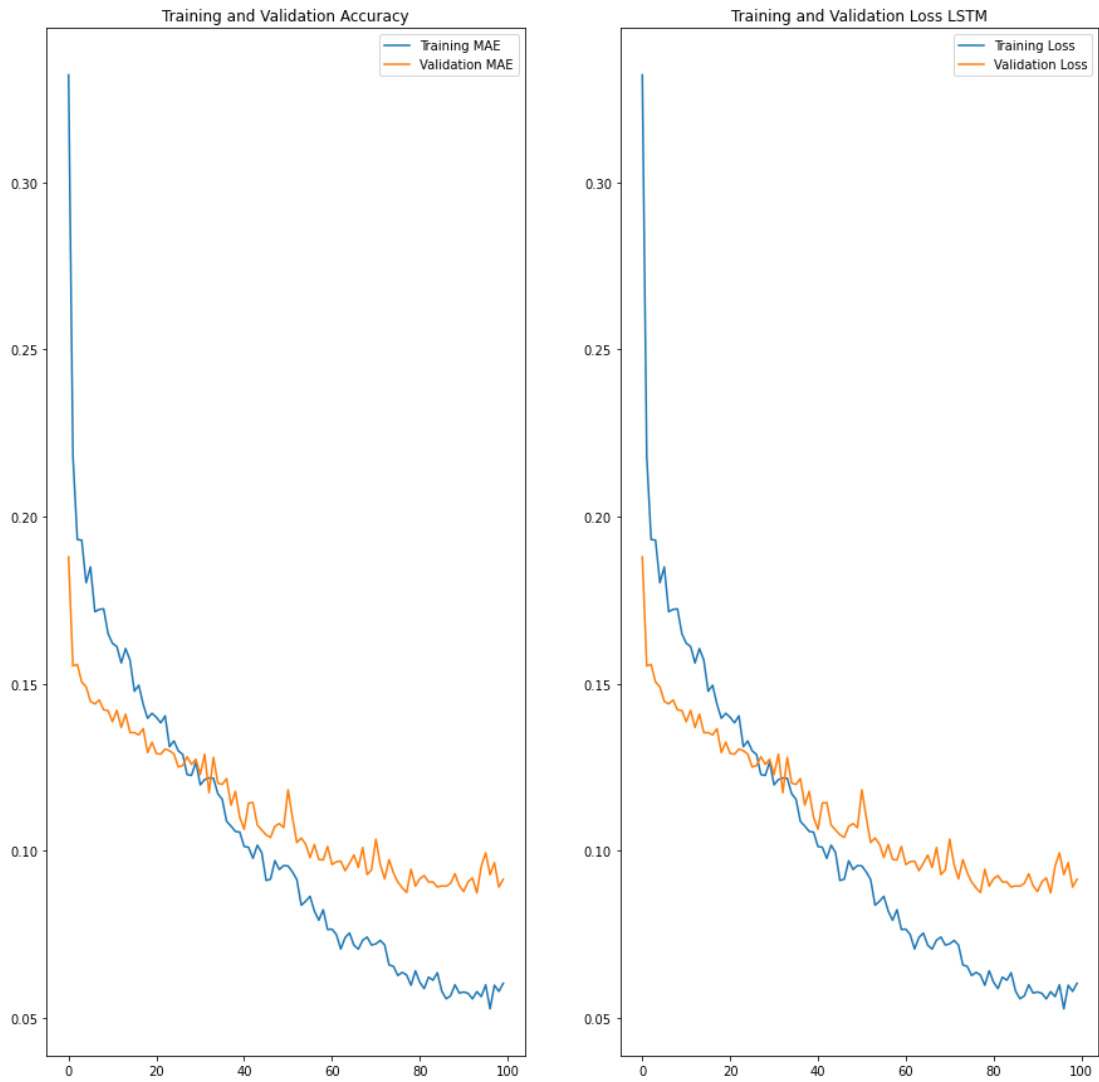 Training and Validation Accuracy
Training MAE
Validation MAE
0.30
0.25
0.20
0.15
0.10
0.05
0 20 40 60 80 100
Training and Validation Loss LSTM
Training Loss
Validation Loss
0.30
0.25
0.20
0.15
0.10
0.05
0 20 40 60 80 100